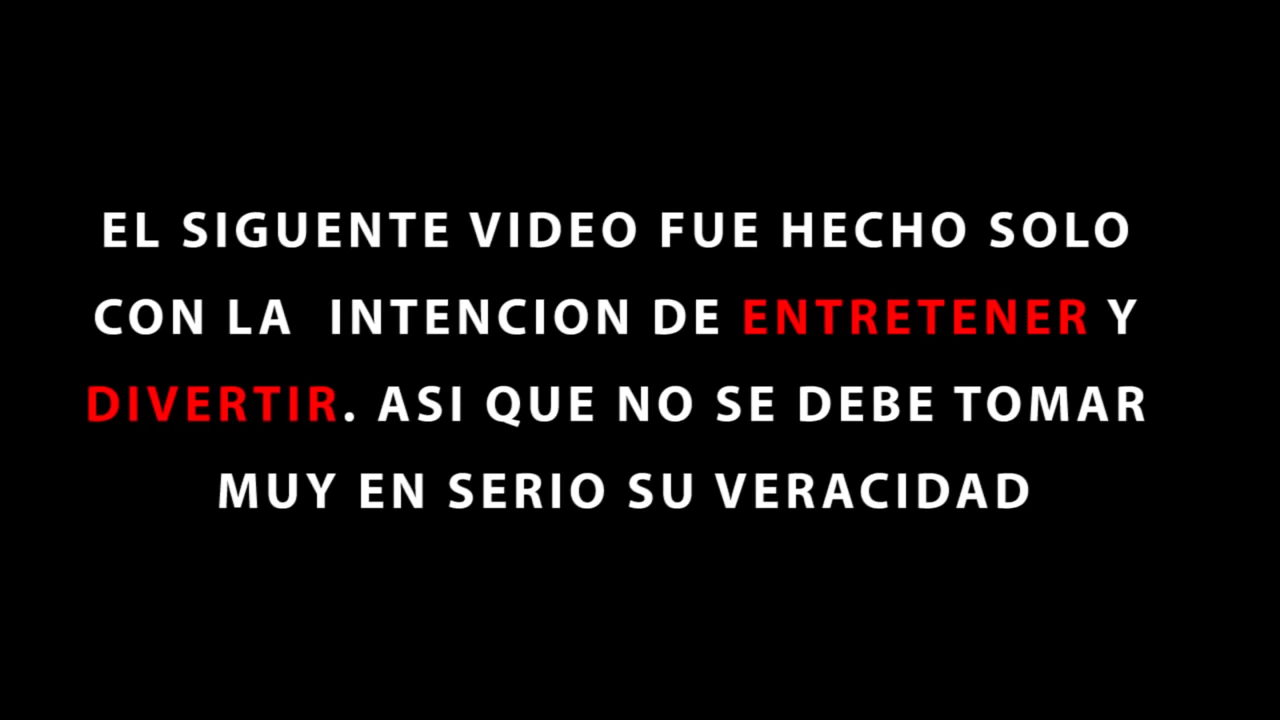 EL SIGUENTE VIDEO FUE HECHO SOLO
CON LA INTENCION DE ENTRETENER Y
DIVERTIR. ASI QUE NO SE DEBE TOMAR
MUY EN SERIO SU VERACIDAD